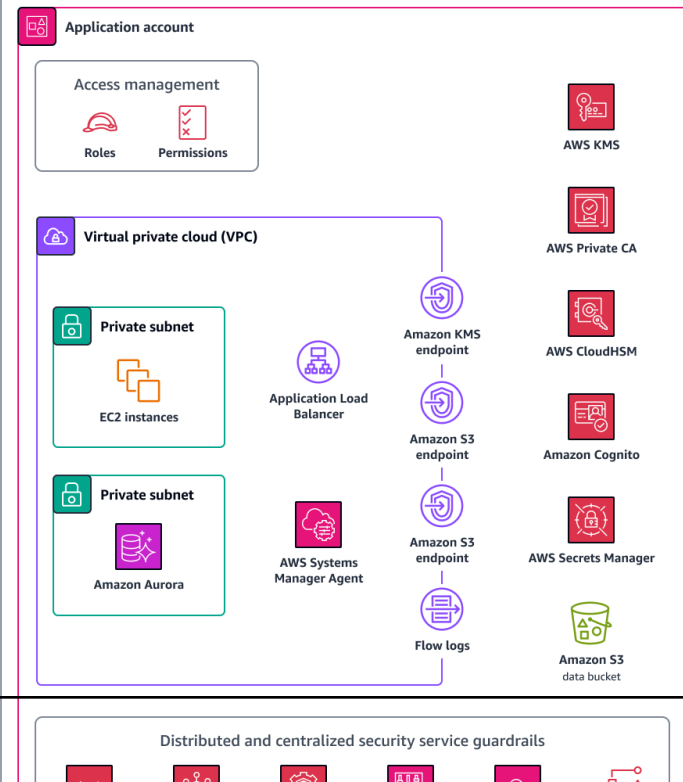 Application account
Access management
Roles
Permissions
AWS KMS
AWS Private CA
Virtual private cloud (VPC)
Private subnet
EC2 instances
Application Load
Balancer
Amazon KMS
endpoint
AWS CloudHSM
Amazon S3
endpoint
Amazon Cognito
Private subnet
Amazon Aurora
AWS Systems
Manager Agent
Amazon S3
endpoint
AWS Secrets Manager
Flow logs
Amazon S3
data bucket
Distributed and centralized security service guardrails